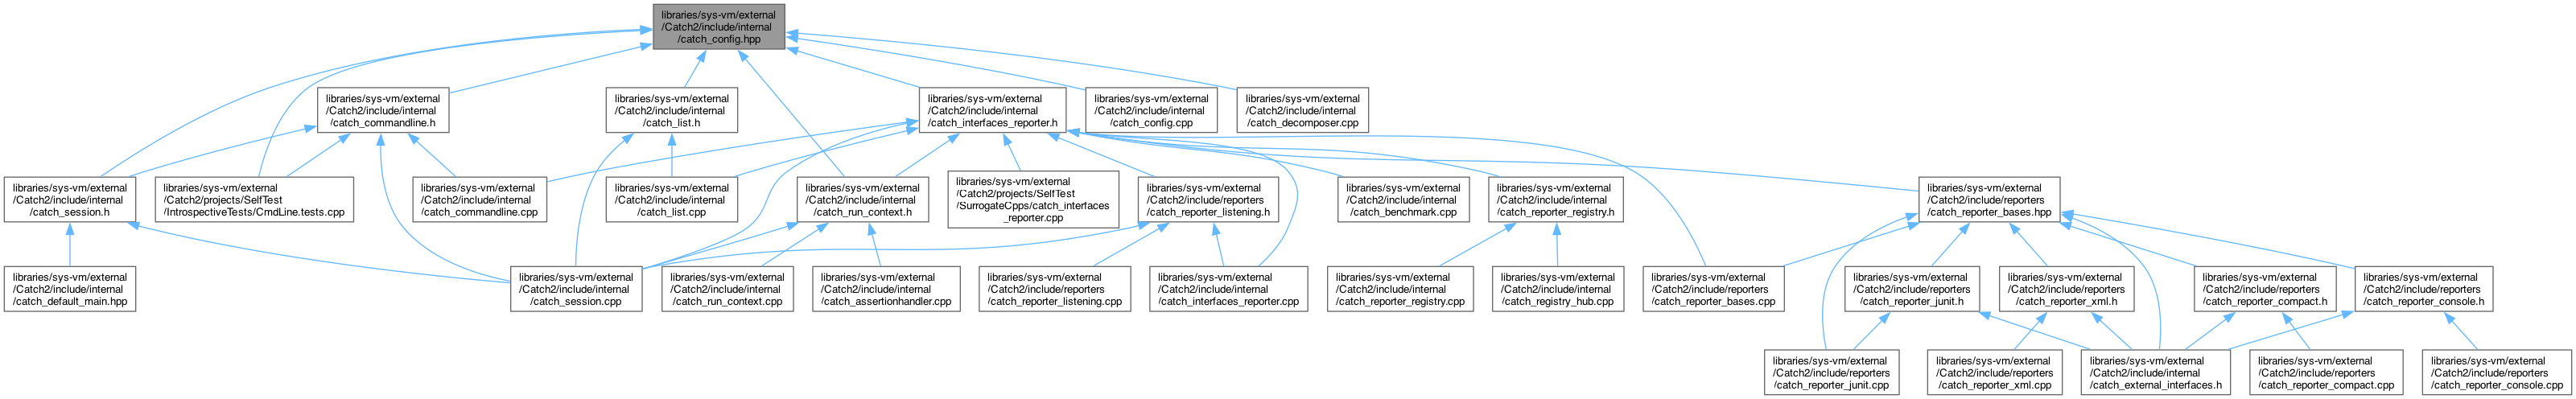 libraries/sys-vm/external
/Catch2/include/internal
/catch_config.hpp
libraries/sys-vm/external
/Catch2/include/internal
/catch_commandline.h
libraries/sys-vm/external
/Catch2/include/internal
/catch_list.h
libraries/sys-vm/external
/Catch2/include/internal
/catch_interfaces_reporter.h
libraries/sys-vm/external
/Catch2/include/internal
/catch_config.cpp
libraries/sys-vm/external
/Catch2/include/internal
/catch_decomposer.cpp
libraries/sys-vm/external
/Catch2/include/internal
/catch_session.h
libraries/sys-vm/external
/Catch2/projects/SelfTest
/IntrospectiveTests/CmdLine.tests.cpp
libraries/sys-vm/external
/Catch2/include/internal
/catch_commandline.cpp
libraries/sys-vm/external
/Catch2/include/internal
/catch_list.cpp
libraries/sys-vm/external
/Catch2/include/internal
/catch_run_context.h
libraries/sys-vm/external
/Catch2/projects/SelfTest
/SurrogateCpps/catch_interfaces
_reporter.cpp
libraries/sys-vm/external
/Catch2/include/reporters
/catch_reporter_listening.h
libraries/sys-vm/external
/Catch2/include/internal
/catch_benchmark.cpp
libraries/sys-vm/external
/Catch2/include/internal
/catch_reporter_registry.h
libraries/sys-vm/external
/Catch2/include/reporters
/catch_reporter_bases.hpp
libraries/sys-vm/external
/Catch2/include/internal
/catch_default_main.hpp
libraries/sys-vm/external
/Catch2/include/internal
/catch_session.cpp
libraries/sys-vm/external
/Catch2/include/internal
/catch_run_context.cpp
libraries/sys-vm/external
/Catch2/include/internal
/catch_assertionhandler.cpp
libraries/sys-vm/external
/Catch2/include/reporters
/catch_reporter_listening.cpp
libraries/sys-vm/external
/Catch2/include/internal
/catch_interfaces_reporter.cpp
libraries/sys-vm/external
/Catch2/include/internal
/catch_reporter_registry.cpp
libraries/sys-vm/external
/Catch2/include/internal
/catch_registry_hub.cpp
libraries/sys-vm/external
/Catch2/include/reporters
/catch_reporter_bases.cpp
libraries/sys-vm/external
/Catch2/include/reporters
/catch_reporter_junit.h
libraries/sys-vm/external
/Catch2/include/reporters
/catch_reporter_xml.h
libraries/sys-vm/external
/Catch2/include/reporters
/catch_reporter_compact.h
libraries/sys-vm/external
/Catch2/include/reporters
/catch_reporter_console.h
libraries/sys-vm/external
/Catch2/include/reporters
/catch_reporter_junit.cpp
libraries/sys-vm/external
/Catch2/include/reporters
/catch_reporter_xml.cpp
libraries/sys-vm/external
/Catch2/include/internal
/catch_external_interfaces.h
libraries/sys-vm/external
/Catch2/include/reporters
/catch_reporter_compact.cpp
libraries/sys-vm/external
/Catch2/include/reporters
/catch_reporter_console.cpp